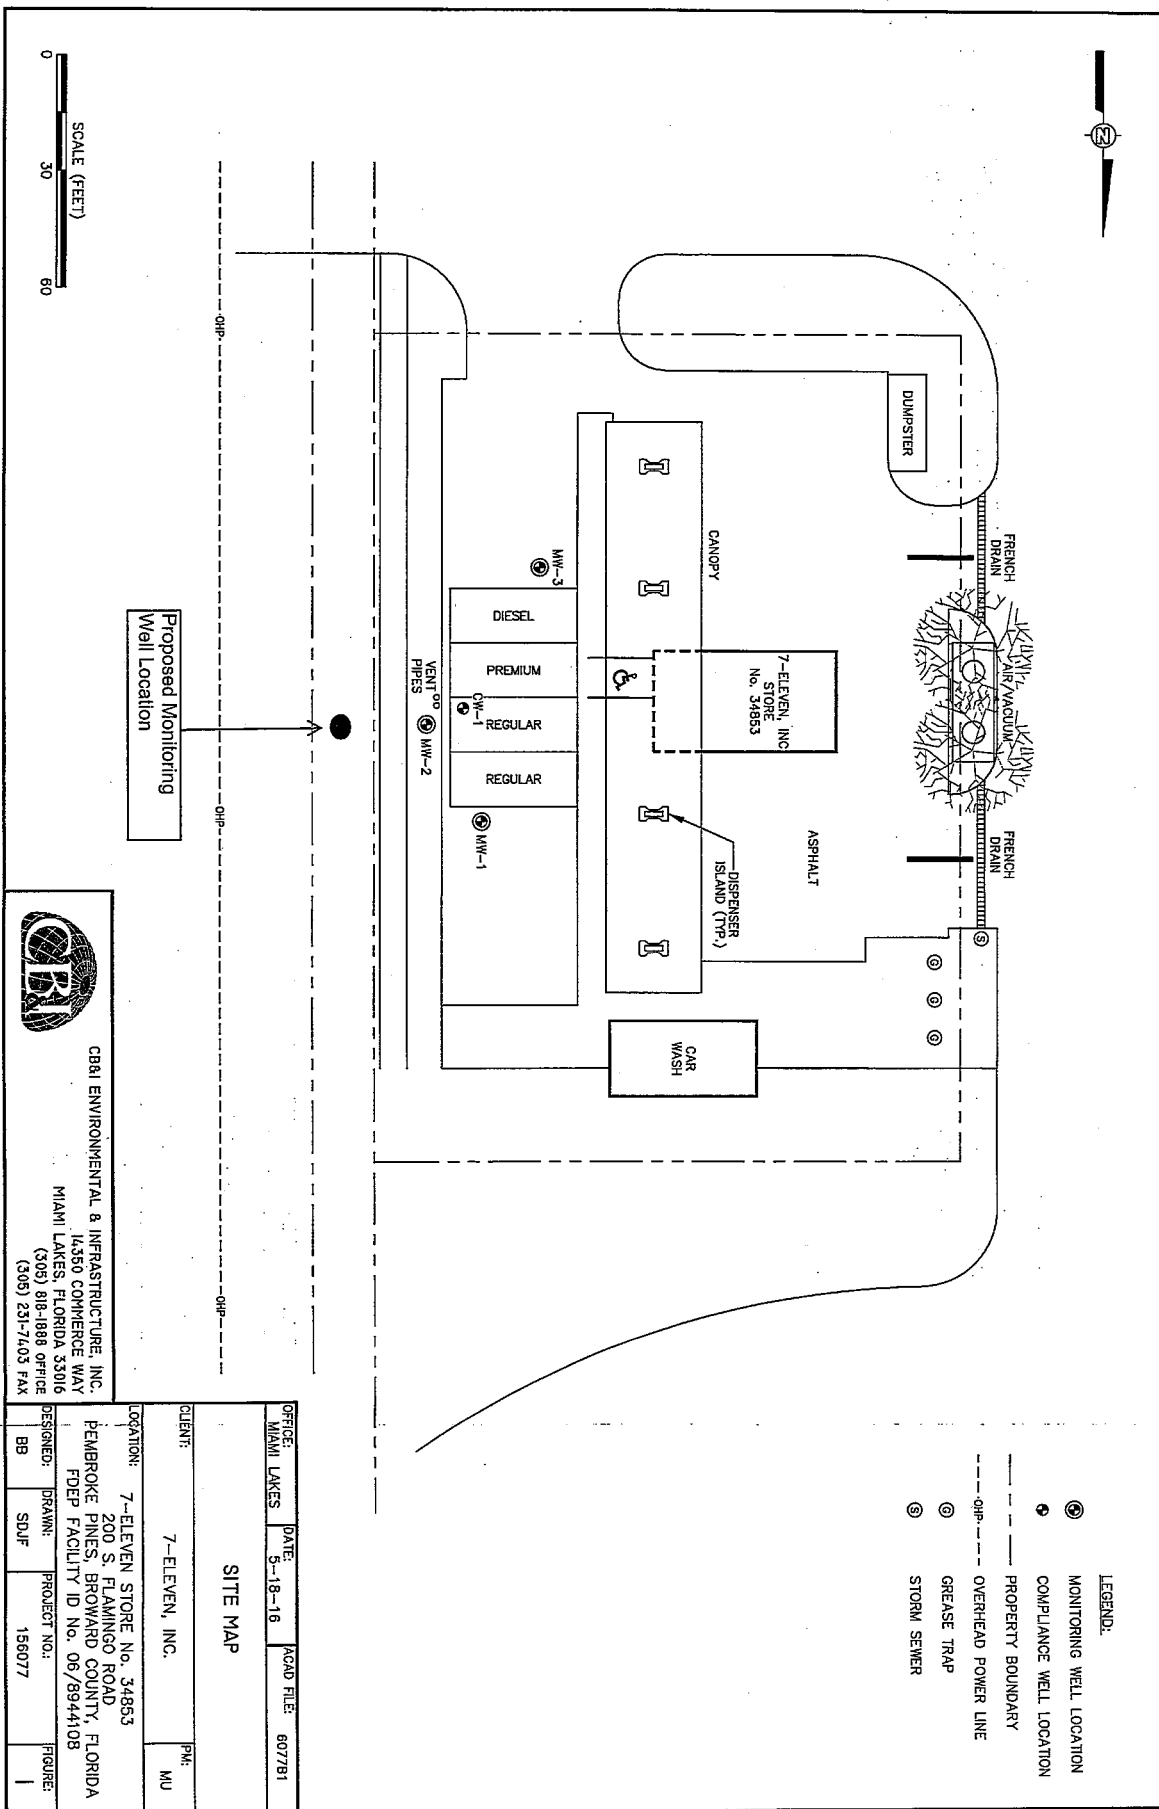 SCALE (FEET)
0 30 60
N
FRENCH
DRAIN
AIR/VACUUM
FRENCH
DRAIN
DUMPSTER
S
G
G
G
CANOPY
7-ELEVEN, INC
STORE
No. 34853
ASPHALT
DISPENSER
ISLAND (TYP.)
CAR
WASH
MW-3
DIESEL
PREMIUM
REGULAR
REGULAR
CW-1
MW-1
VENT
PIPES
MW-2
OHP
OHP
OHP
Proposed Monitoring
Well Location
LEGEND:
MONITORING WELL LOCATION
COMPLIANCE WELL LOCATION
PROPERTY BOUNDARY
OHP OVERHEAD POWER LINE
G GREASE TRAP
S STORM SEWER
CB&I
CB&I ENVIRONMENTAL & INFRASTRUCTURE, INC.
14350 COMMERCE WAY
MIAMI LAKES, FLORIDA 33016
(305) 818-1888 OFFICE
(305) 231-7403 FAX
OFFICE: MIAMI LAKES
DATE: 5-18-16
ACAD FILE: 6077B1
SITE MAP
CLIENT: 7-ELEVEN, INC.
PM: MU
LOCATION: 7-ELEVEN STORE No. 34853
200 S. FLAMINGO ROAD
PEMBROKE PINES, BROWARD COUNTY, FLORIDA
FDEP FACILITY ID No. 06/8944108
DESIGNED: BB
DRAWN: SDJF
PROJECT NO.: 156077
FIGURE: 1